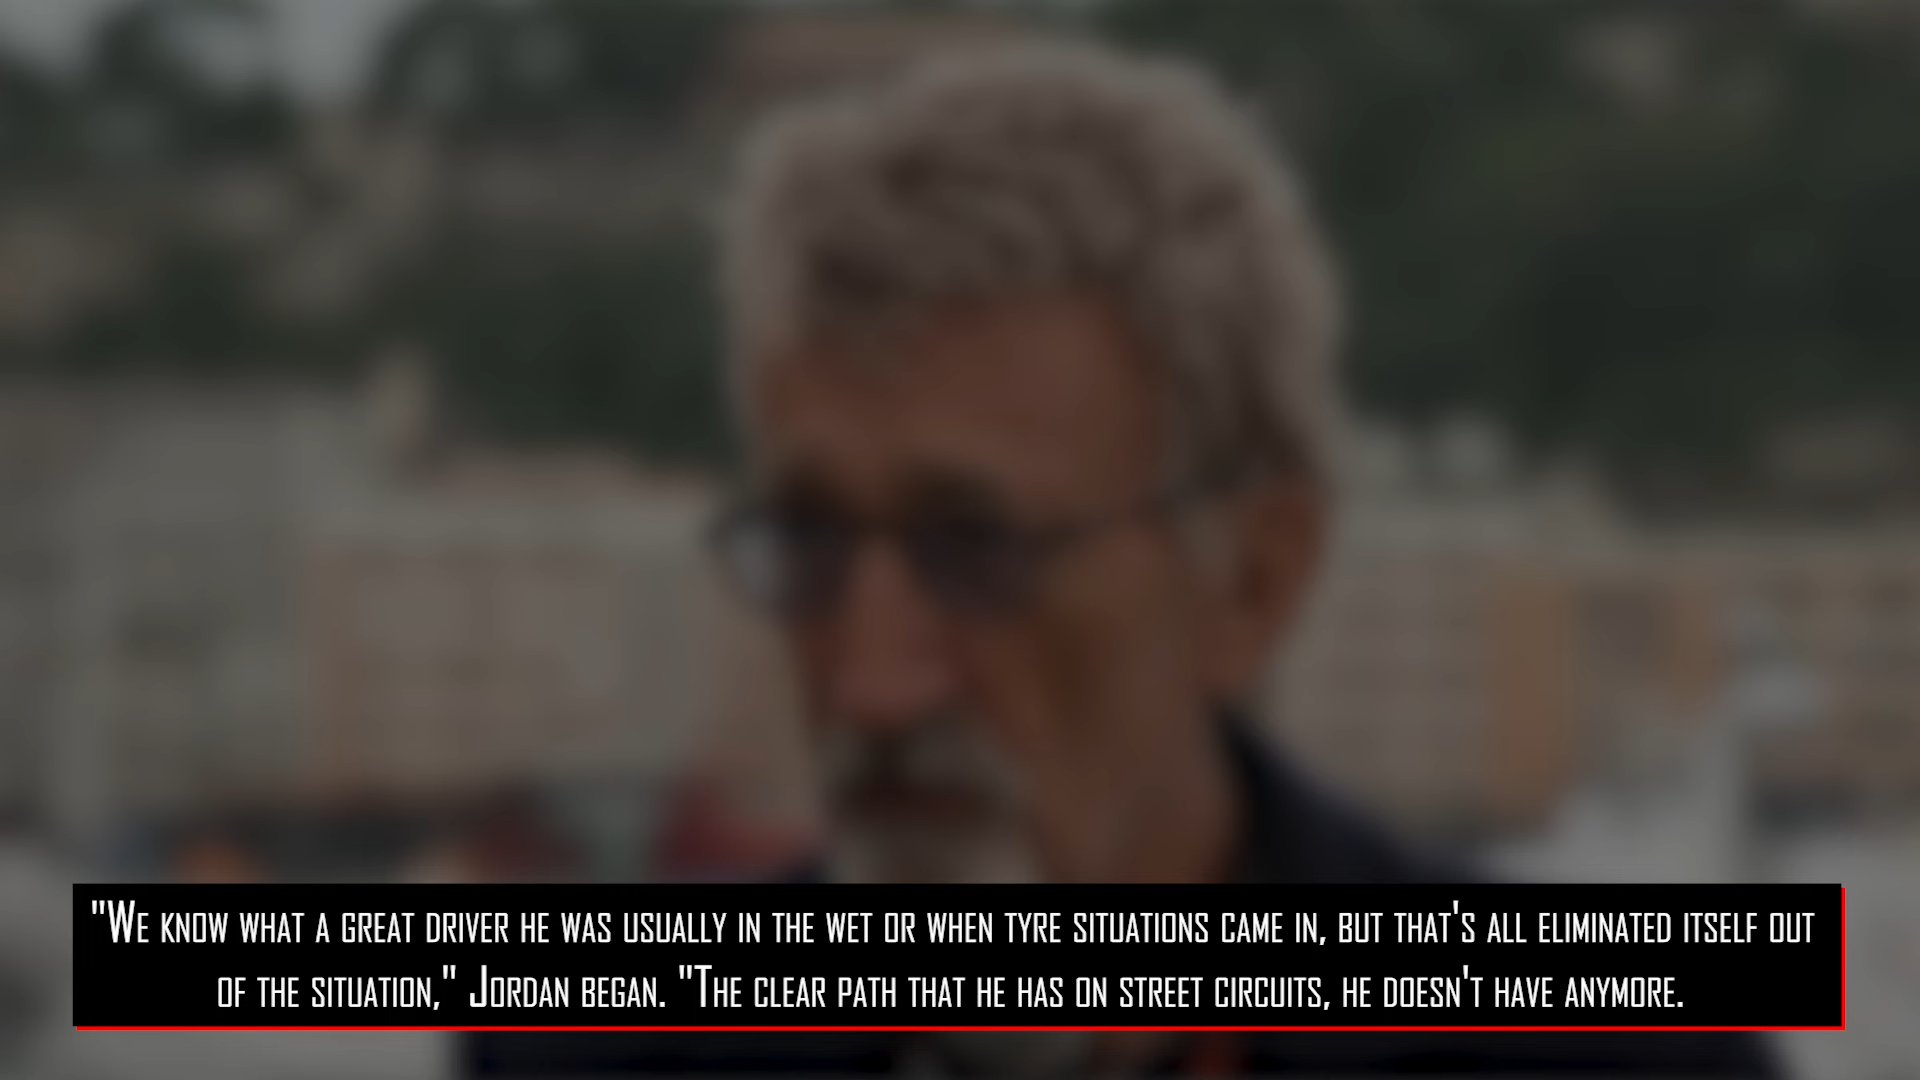 "We know what a great driver he was usually in the wet or when tyre situations came in, but that's all eliminated itself out
of the situation," Jordan began. "The clear path that he has on street circuits, he doesn't have anymore.